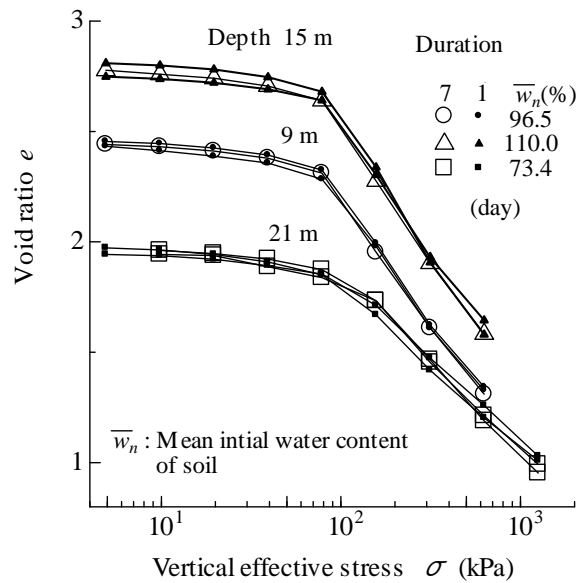 3
2
1
Void ratio e
Depth 15 m
9 m
21 m
Duration
7 1 w̅n(%)
96.5
110.0
73.4
(day)
w̅n : Mean intial water content
of soil
10¹ 10² 10³
Vertical effective stress σ (kPa)